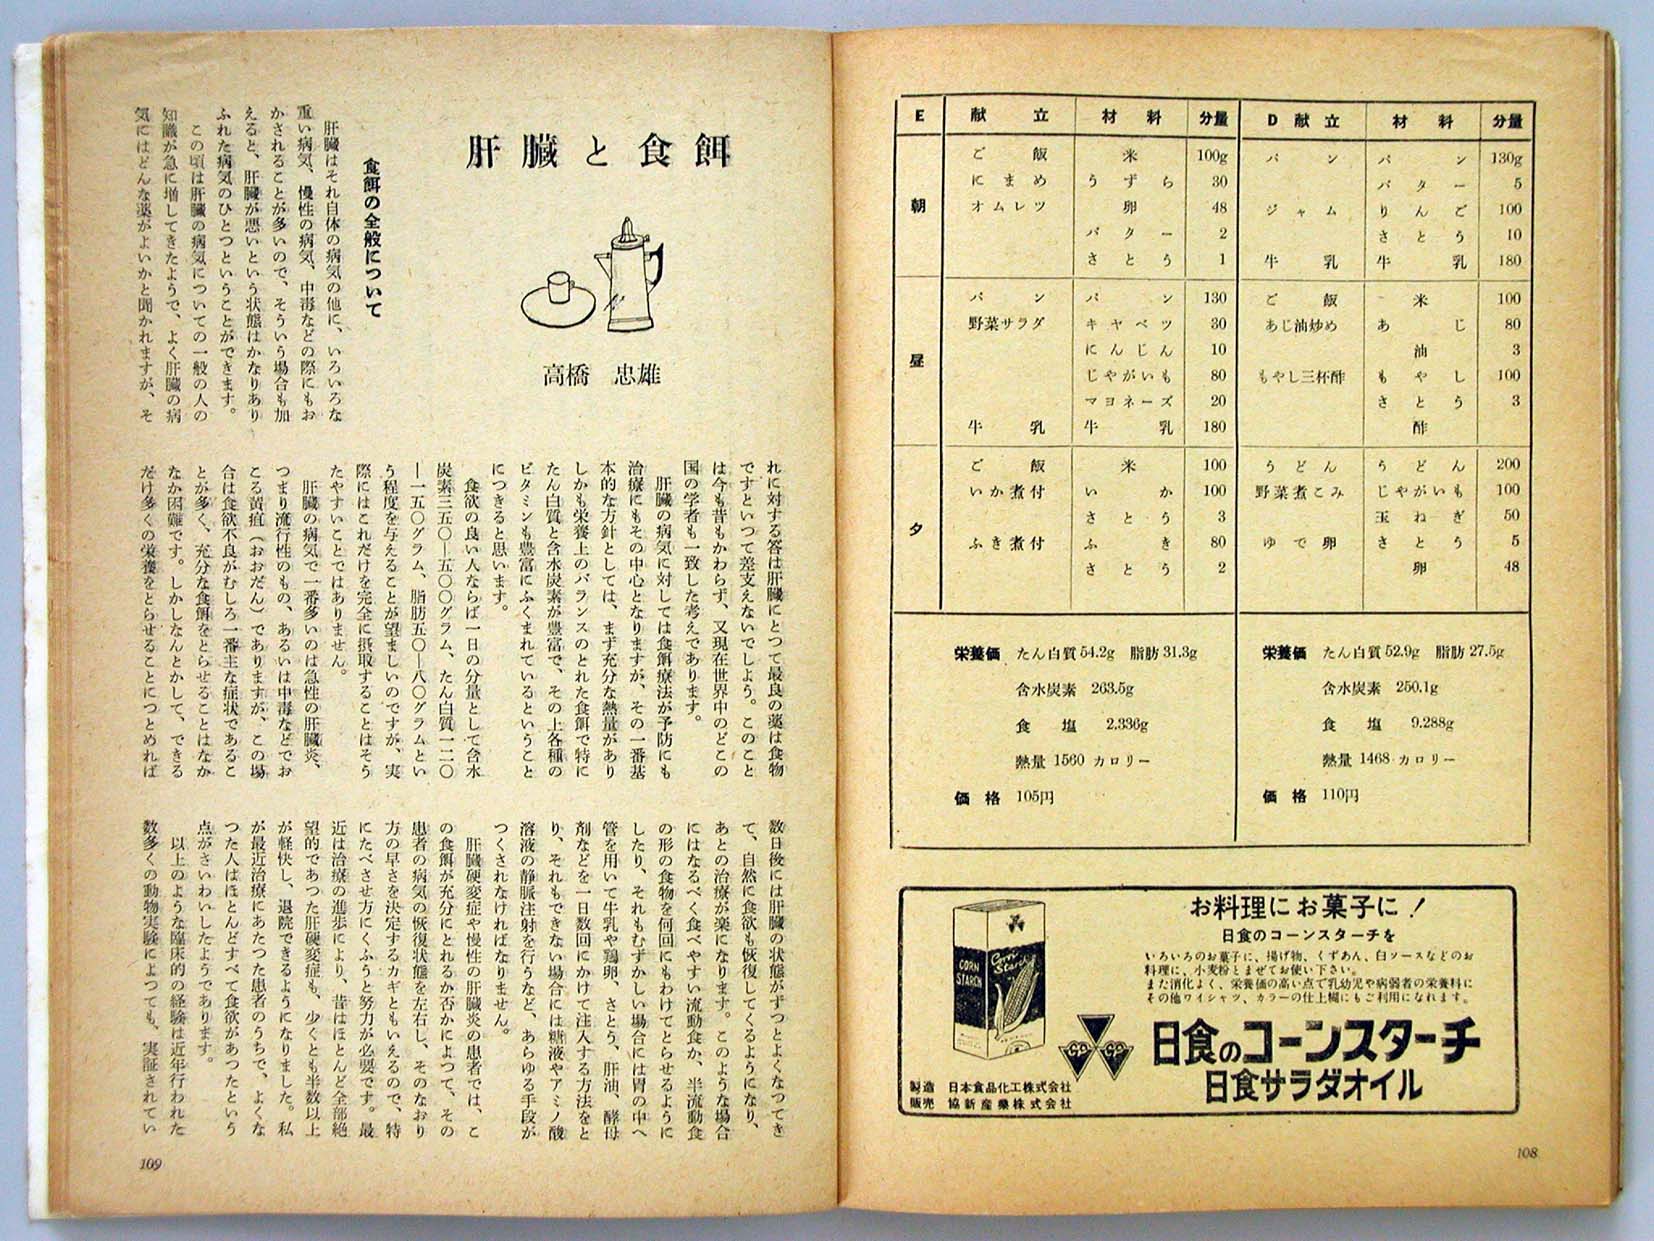 D 献立 材料 分量
パン パン 130g
バター 5
ジャム りんご 100
さとう 10
牛乳 牛乳 180
ご飯 米 100
あじ油炒め あじ 80
油 3
もやし三杯酢 もやし 100
さとう 3
酢
うどん うどん 200
野菜煮こみ じゃがいも 100
玉ねぎ 50
ゆで卵 さとう 5
卵 48
栄養価 たん白質52.9g 脂肪27.5g
含水炭素 250.1g
食塩 9.288g
熱量 1468 カロリー
価格 110円
E 献立 材料 分量
朝
ご飯 米 100g
にまめ うずら 30
オムレツ 卵 48
バター 2
さとう 1
昼
パン パン 130
野菜サラダ キャベツ 30
にんじん 10
じゃがいも 80
マヨネーズ 20
牛乳 牛乳 180
夕
ご飯 米 100
いか煮付 いか 100
さとう 3
ふき煮付 ふき 80
さとう 2
栄養価 たん白質54.2g 脂肪31.3g
含水炭素 263.5g
食塩 2.336g
熱量 1560 カロリー
価格 105円
お料理にお菓子に!
日食のコーンスターチを
いろいろのお菓子に、揚げ物、くずあん、白ソースなどのお
料理に、小麦粉とまぜてお使い下さい。
また消化よく、栄養価の高い点で乳幼児や病弱者の栄養料に
その他ワイシャツ、カラーの仕上糊にもご利用になれます。
日食のコーンスターチ
日食サラダオイル
CORN STARCH
Corn Starch
製造 日本食品化工株式会社
販売 協新産業株式会社
108
肝臓と食餌
高橋 忠雄
食餌の全般について
肝臓はそれ自体の病気の他に、いろいろな
重い病気、慢性の病気、中毒などの際にもお
かされることが多いので、そういう場合も加
えると、肝臓が悪いという状態はかなりあり
ふれた病気のひとつということができます。
この頃は肝臓の病気についての一般の人の
知識が急に増してきたようで、よく肝臓の病
気にはどんな薬がよいかと聞かれますが、そ
れに対する答は肝臓にとつて最良の薬は食物
ですといつて差支えないでしよう。このこと
は今も昔もかわらず、又現在世界中のどこの
国の学者も一致した考えであります。
肝臓の病気に対しては食餌療法が予防にも
治療にもその中心となりますが、その一番基
本的な方針としては、まず充分な熱量があり
しかも栄養上のバランスのとれた食餌で特に
たん白質と含水炭素が豊富で、その上各種の
ビタミンも豊富にふくまれているということ
につきると思います。
食欲の良い人ならば一日の分量として含水
炭素三五〇―五〇〇グラム、たん白質一二〇
―一五〇グラム、脂肪五〇―八〇グラムとい
う程度を与えることが望ましいのですが、実
際にはこれだけを完全に摂取することはそう
たやすいことではありません。
肝臓の病気で一番多いのは急性の肝臓炎、
つまり流行性のもの、あるいは中毒などでお
こる黄疸(おおだん)でありますが、この場
合は食欲不良がむしろ一番主な症状であるこ
とが多く、充分な食餌をとらせることはなか
なか困難です。しかしなんとかして、できる
だけ多くの栄養をとらせることにつとめれば
数日後には肝臓の状態がずつとよくなつてき
て、自然に食欲も恢復してくるようになり、
あとの治療が楽になります。このような場合
にはなるべく食べやすい流動食か、半流動食
の形の食物を何回にもわけてとらせるように
したり、それもむずかしい場合には胃の中へ
管を用いて牛乳や鶏卵、さとう、肝油、酵母
剤などを一日数回にかけて注入する方法をと
り、それもできない場合には糖液やアミノ酸
溶液の静脈注射を行うなど、あらゆる手段が
つくされなければなりません。
肝臓硬変症や慢性の肝臓炎の患者では、こ
の食餌が充分にとれるか否かによつて、その
患者の病気の恢復状態を左右し、そのなおり
方の早さを決定するカギともいえるので、特
にたべさせ方にくふうと努力が必要です。最
近は治療の進歩により、昔はほとんど全部絶
望的であつた肝硬変症も、少くとも半数以上
が軽快し、退院できるようになりました。私
が最近治療にあたつた患者のうちで、よくな
つた人はほとんどすべて食欲があつたという
点がさいわいしたようであります。
以上のような臨床的の経験は近年行われた
数多くの動物実験によつても、実証されてい
109